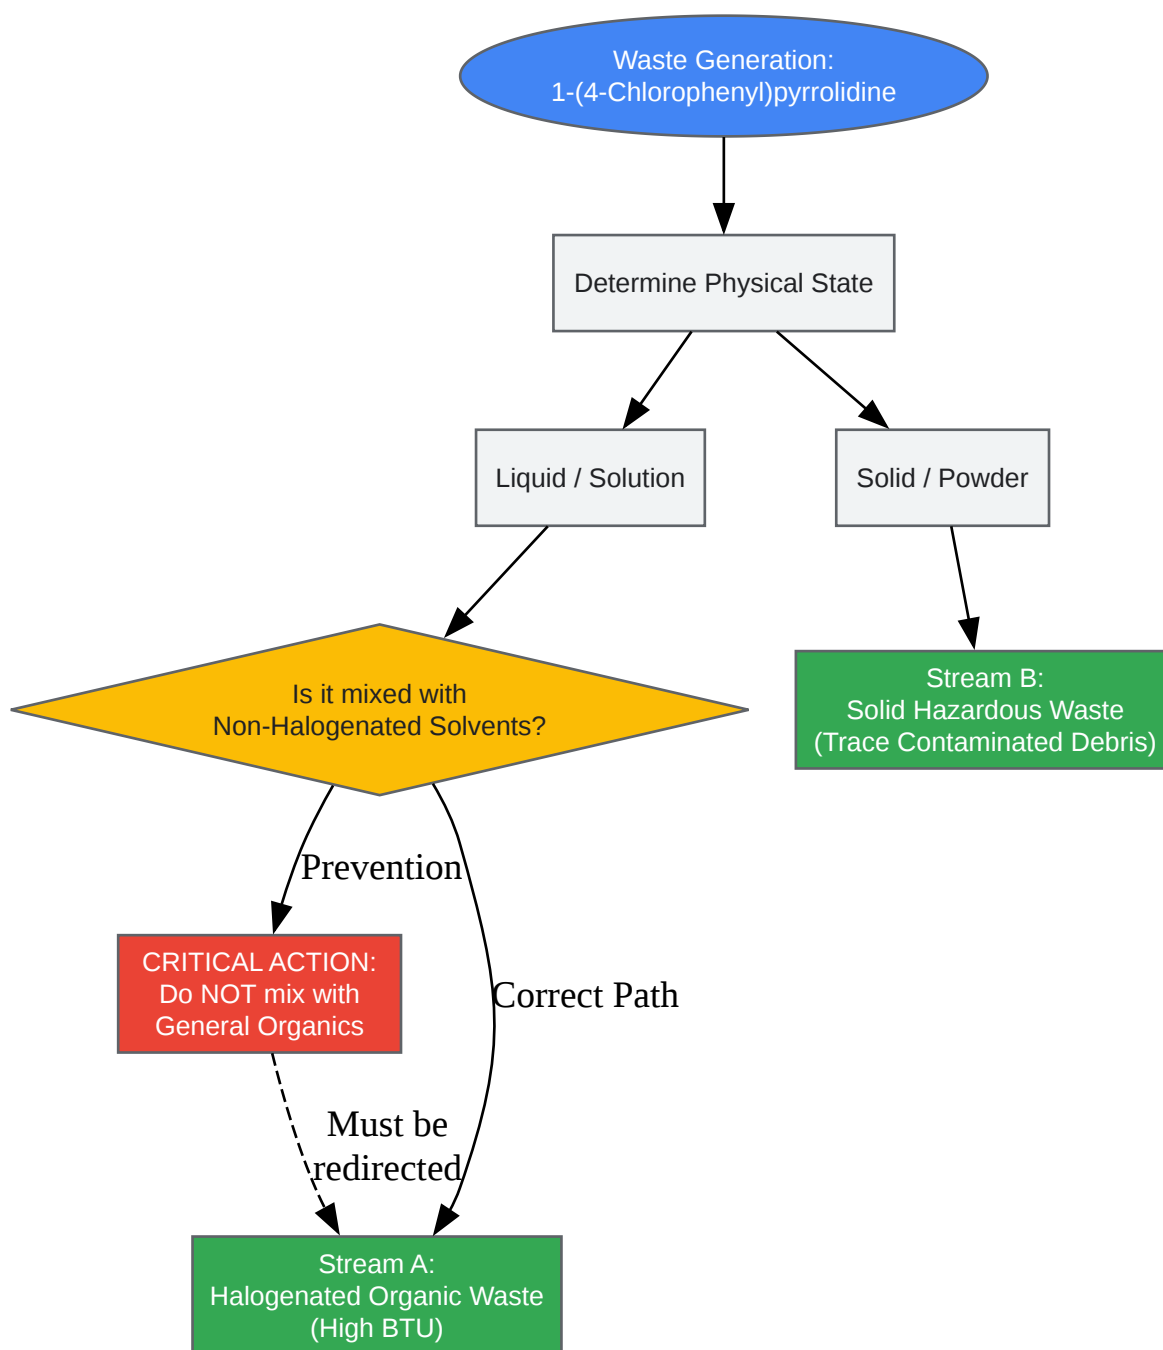 Waste Generation:
1-(4-Chlorophenyl)pyrrolidine
Determine Physical State
Liquid / Solution
Solid / Powder
Is it mixed with
Non-Halogenated Solvents?
Stream B:
Solid Hazardous Waste
(Trace Contaminated Debris)
Prevention
CRITICAL ACTION:
Do NOT mix with
General Organics
Correct Path
Must be
redirected
Stream A:
Halogenated Organic Waste
(High BTU)